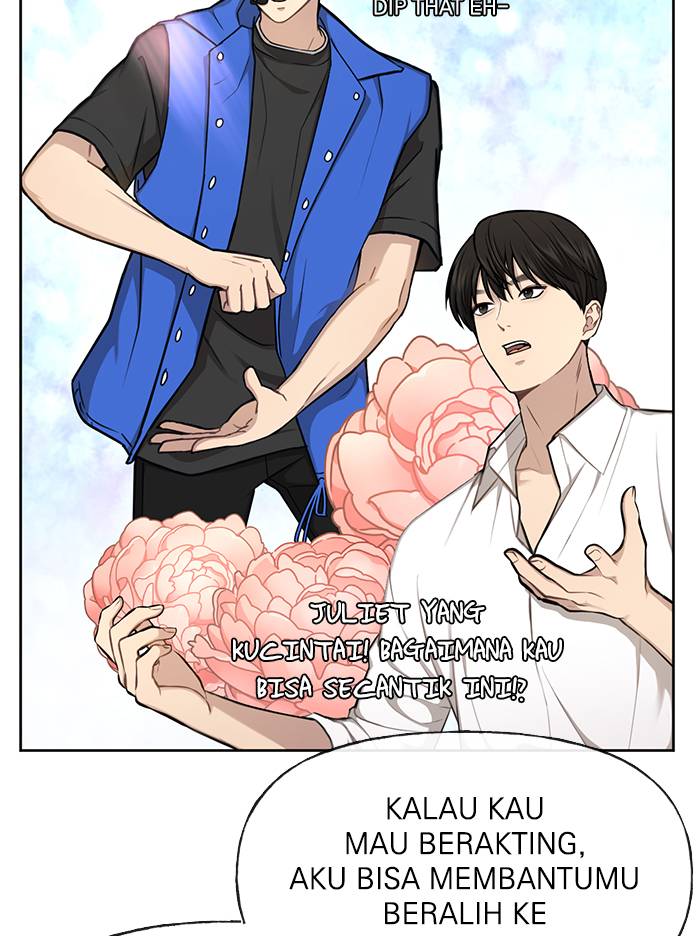 DIP THAT EH-
JULIET YANG
KUCINTAI! BAGAIMANA KAU
BISA SECANTIK INI!?
KALAU KAU
MAU BERAKTING,
AKU BISA MEMBANTUMU
BERALIH KE